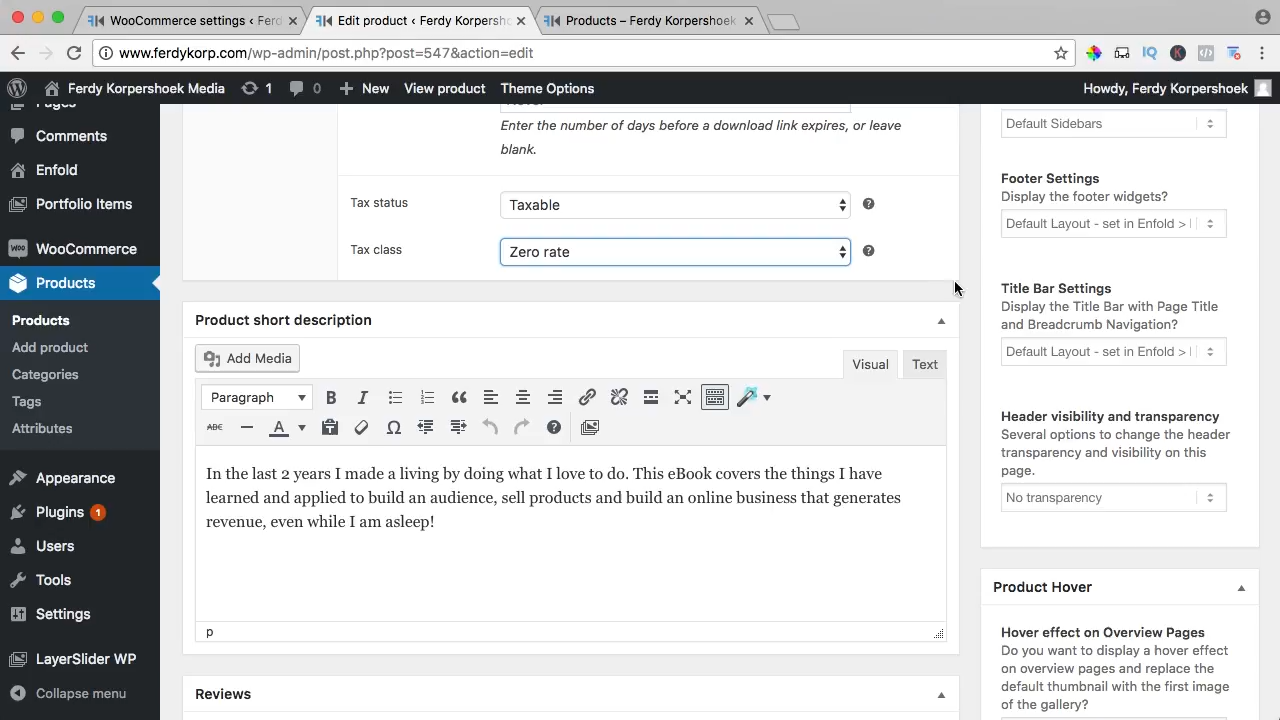 WooCommerce settings ‹ Ferd
Edit product ‹ Ferdy Korpersho
Products – Ferdy Korpershoek
www.ferdykorp.com/wp-admin/post.php?post=547&action=edit
Ferdy Korpershoek Media
1
0
New
View product
Theme Options
Howdy, Ferdy Korpershoek
Pages
Comments
Enfold
Portfolio Items
WooCommerce
Products
Products
Add product
Categories
Tags
Attributes
Appearance
Plugins 1
Users
Tools
Settings
LayerSlider WP
Collapse menu
Enter the number of days before a download link expires, or leave
blank.
Tax status
Taxable
Tax class
Zero rate
Product short description
Add Media
Visual
Text
Paragraph
B I
ABC
A
In the last 2 years I made a living by doing what I love to do. This eBook covers the things I have
learned and applied to build an audience, sell products and build an online business that generates
revenue, even while I am asleep!
p
Reviews
Default Sidebars
Footer Settings
Display the footer widgets?
Default Layout - set in Enfold >
Title Bar Settings
Display the Title Bar with Page Title
and Breadcrumb Navigation?
Default Layout - set in Enfold >
Header visibility and transparency
Several options to change the header
transparency and visibility on this
page.
No transparency
Product Hover
Hover effect on Overview Pages
Do you want to display a hover effect
on overview pages and replace the
default thumbnail with the first image
of the gallery?